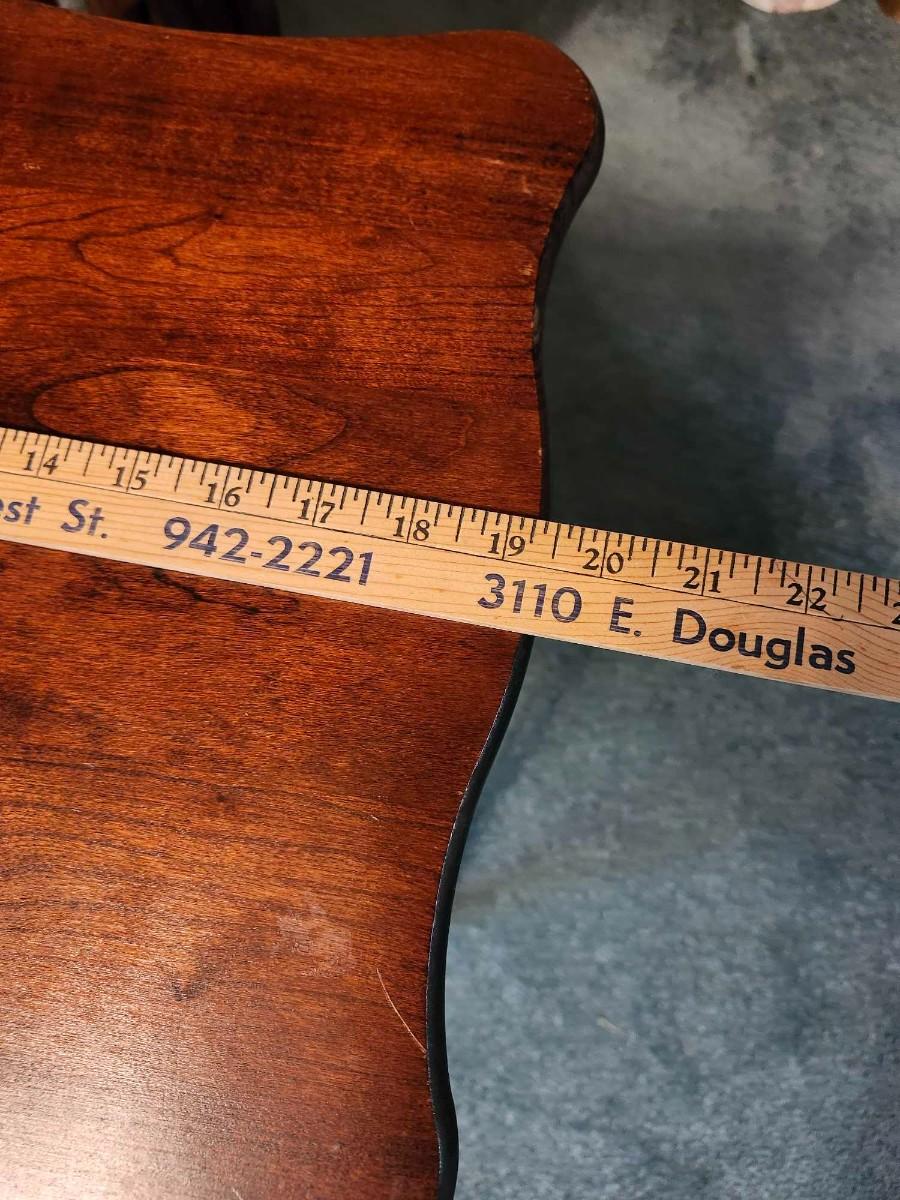 14 15 16 17 18 19 20 21 22
est St. 942-2221 3110 E. Douglas